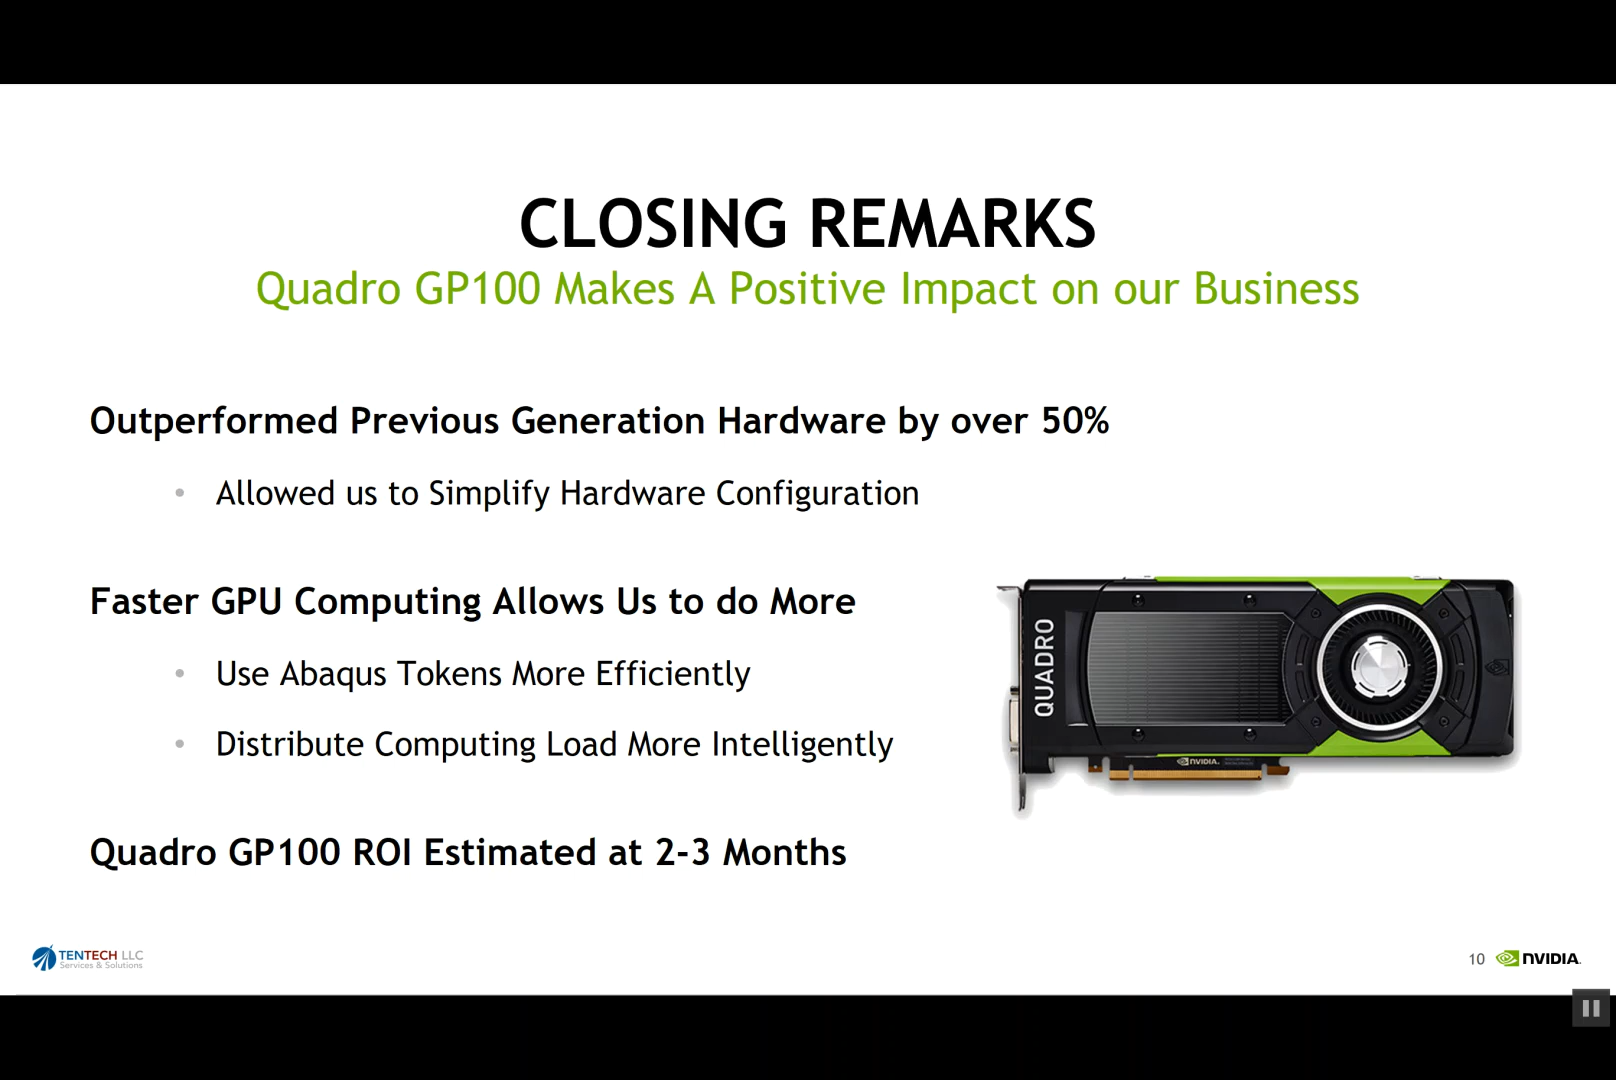 CLOSING REMARKS
Quadro GP100 Makes A Positive Impact on our Business
Outperformed Previous Generation Hardware by over 50%
• Allowed us to Simplify Hardware Configuration
Faster GPU Computing Allows Us to do More
• Use Abaqus Tokens More Efficiently
• Distribute Computing Load More Intelligently
QUADRO
NVIDIA.
Quadro GP100 ROI Estimated at 2-3 Months
TENTECH LLC
Services & Solutions
10
NVIDIA.